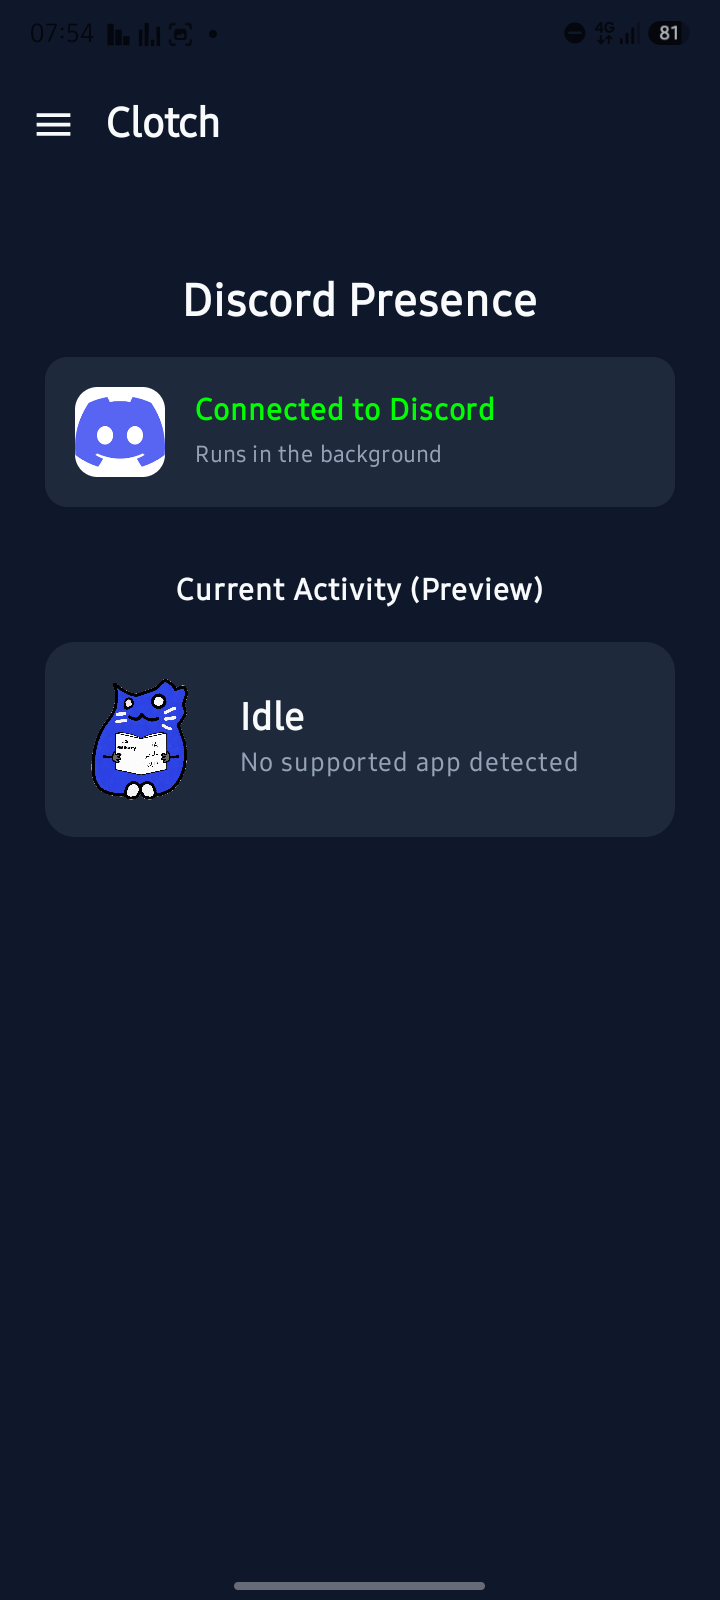 07:54
4G
81
Clotch
Discord Presence
Connected to Discord
Runs in the background
Current Activity (Preview)
Idle
No supported app detected